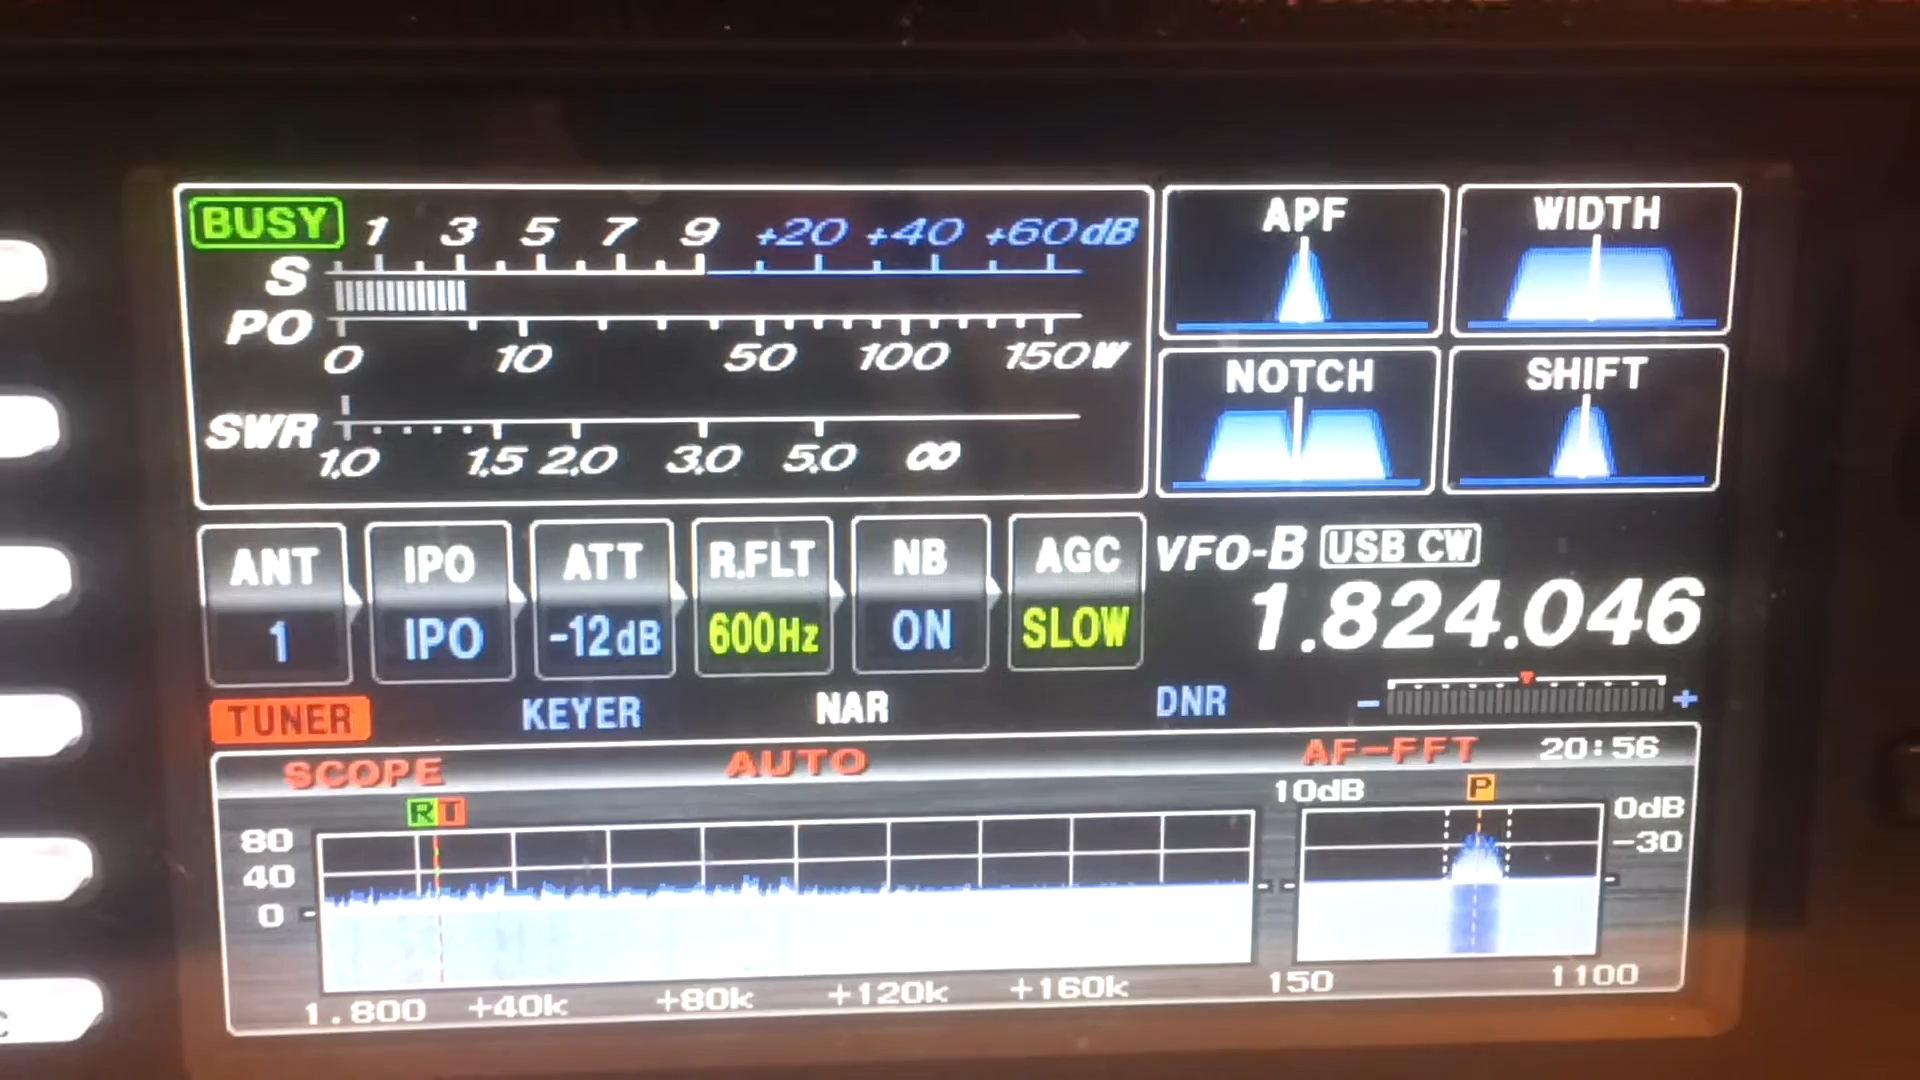 BUSY 1 3 5 7 9 +20 +40 +60dB
S
PO
0 10 50 100 150W
SWR
1.0 1.5 2.0 3.0 5.0 ∞
APF WIDTH
NOTCH SHIFT
ANT IPO ATT R.FLT NB AGC
1 IPO -12dB 600Hz ON SLOW
VFO-B USB CW
1.824.046
TUNER KEYER NAR DNR - +
SCOPE AUTO AF-FFT 20:56
RT 10dB P 0dB
80 -30
40
0
1.800 +40k +80k +120k +160k 150 1100